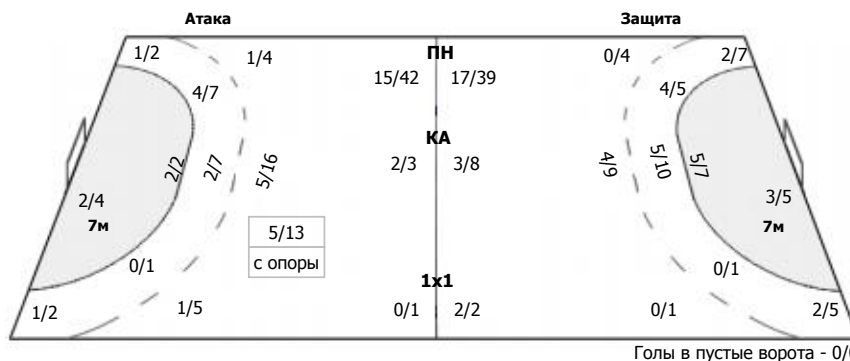 Атака Защита
1/2 1/4 ПН 0/4 2/7
15/42 17/39
4/7 4/5
КА
2/2 2/7 5/16 2/3 3/8 4/9 5/10 5/7
2/4 3/5
7м 7м
5/13
с опоры
0/1 0/1
1х1
1/2 1/5 0/1 2/2 0/1 2/5
Голы в пустые ворота - 0/